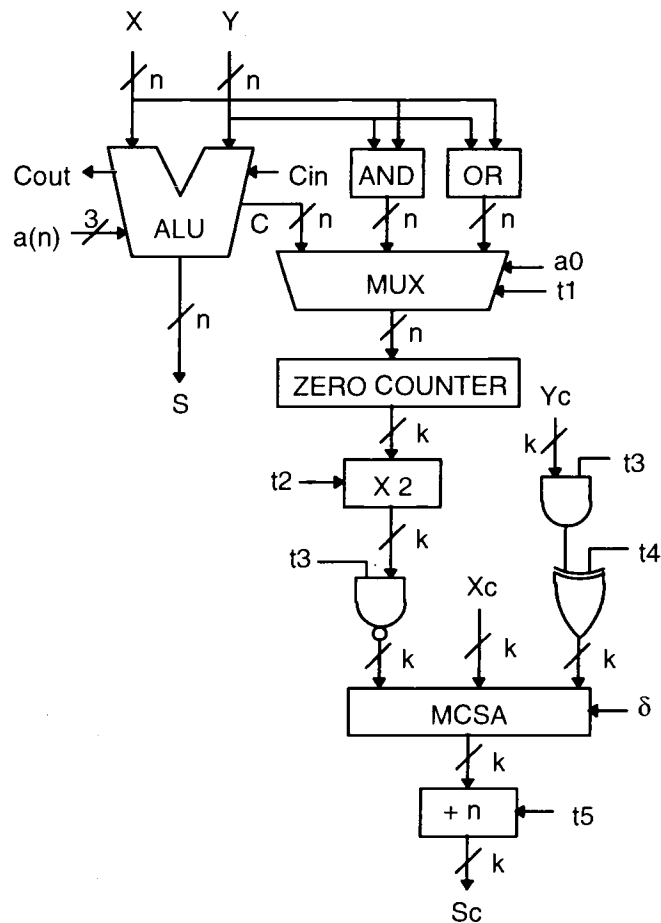 X Y
n n
Cout Cin AND OR
3
a(n) ALU C n n n
a0
MUX
t1
n n
S ZERO COUNTER
Yc
k k
t3
t2 X 2
k
t3 t4
Xc
k k k
MCSA δ
k
+ n t5
k
Sc